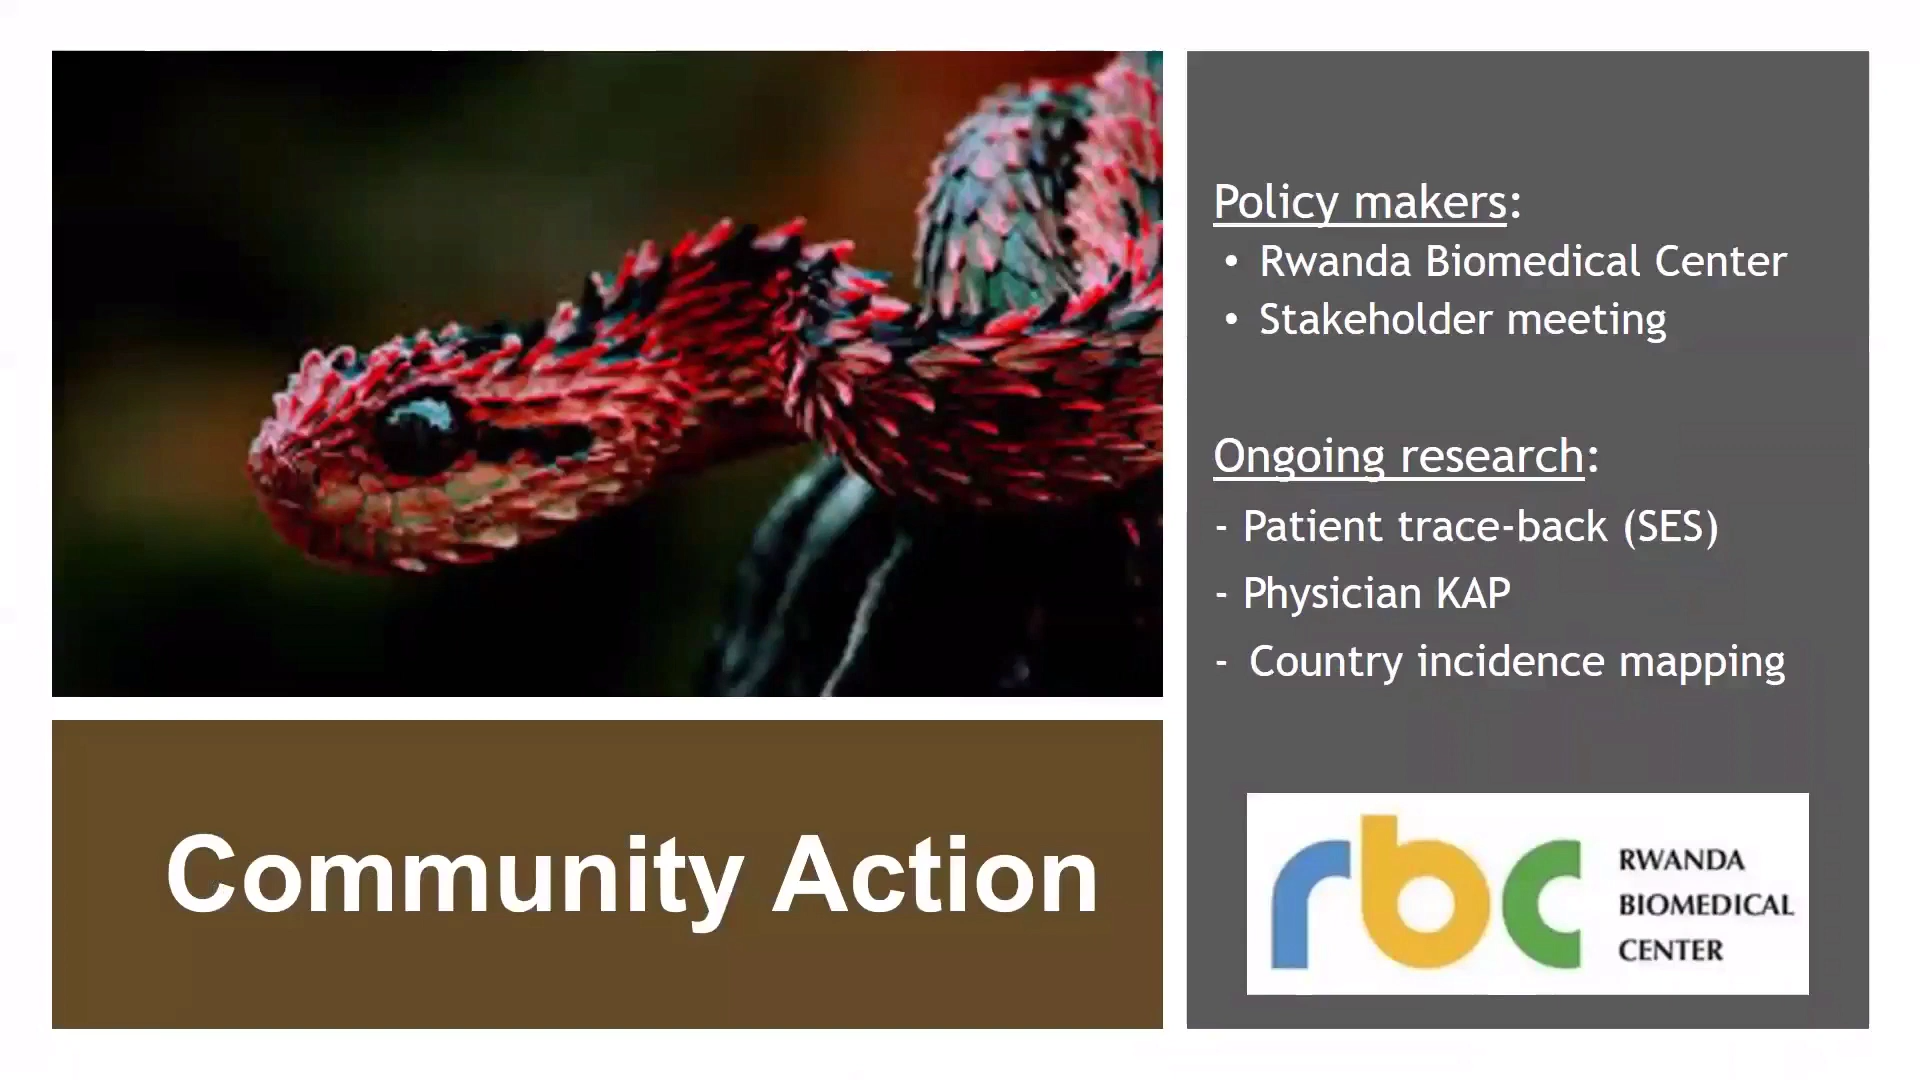 Policy makers:
• Rwanda Biomedical Center
• Stakeholder meeting
Ongoing research:
- Patient trace-back (SES)
- Physician KAP
- Country incidence mapping
Community Action
rbc
RWANDA
BIOMEDICAL
CENTER